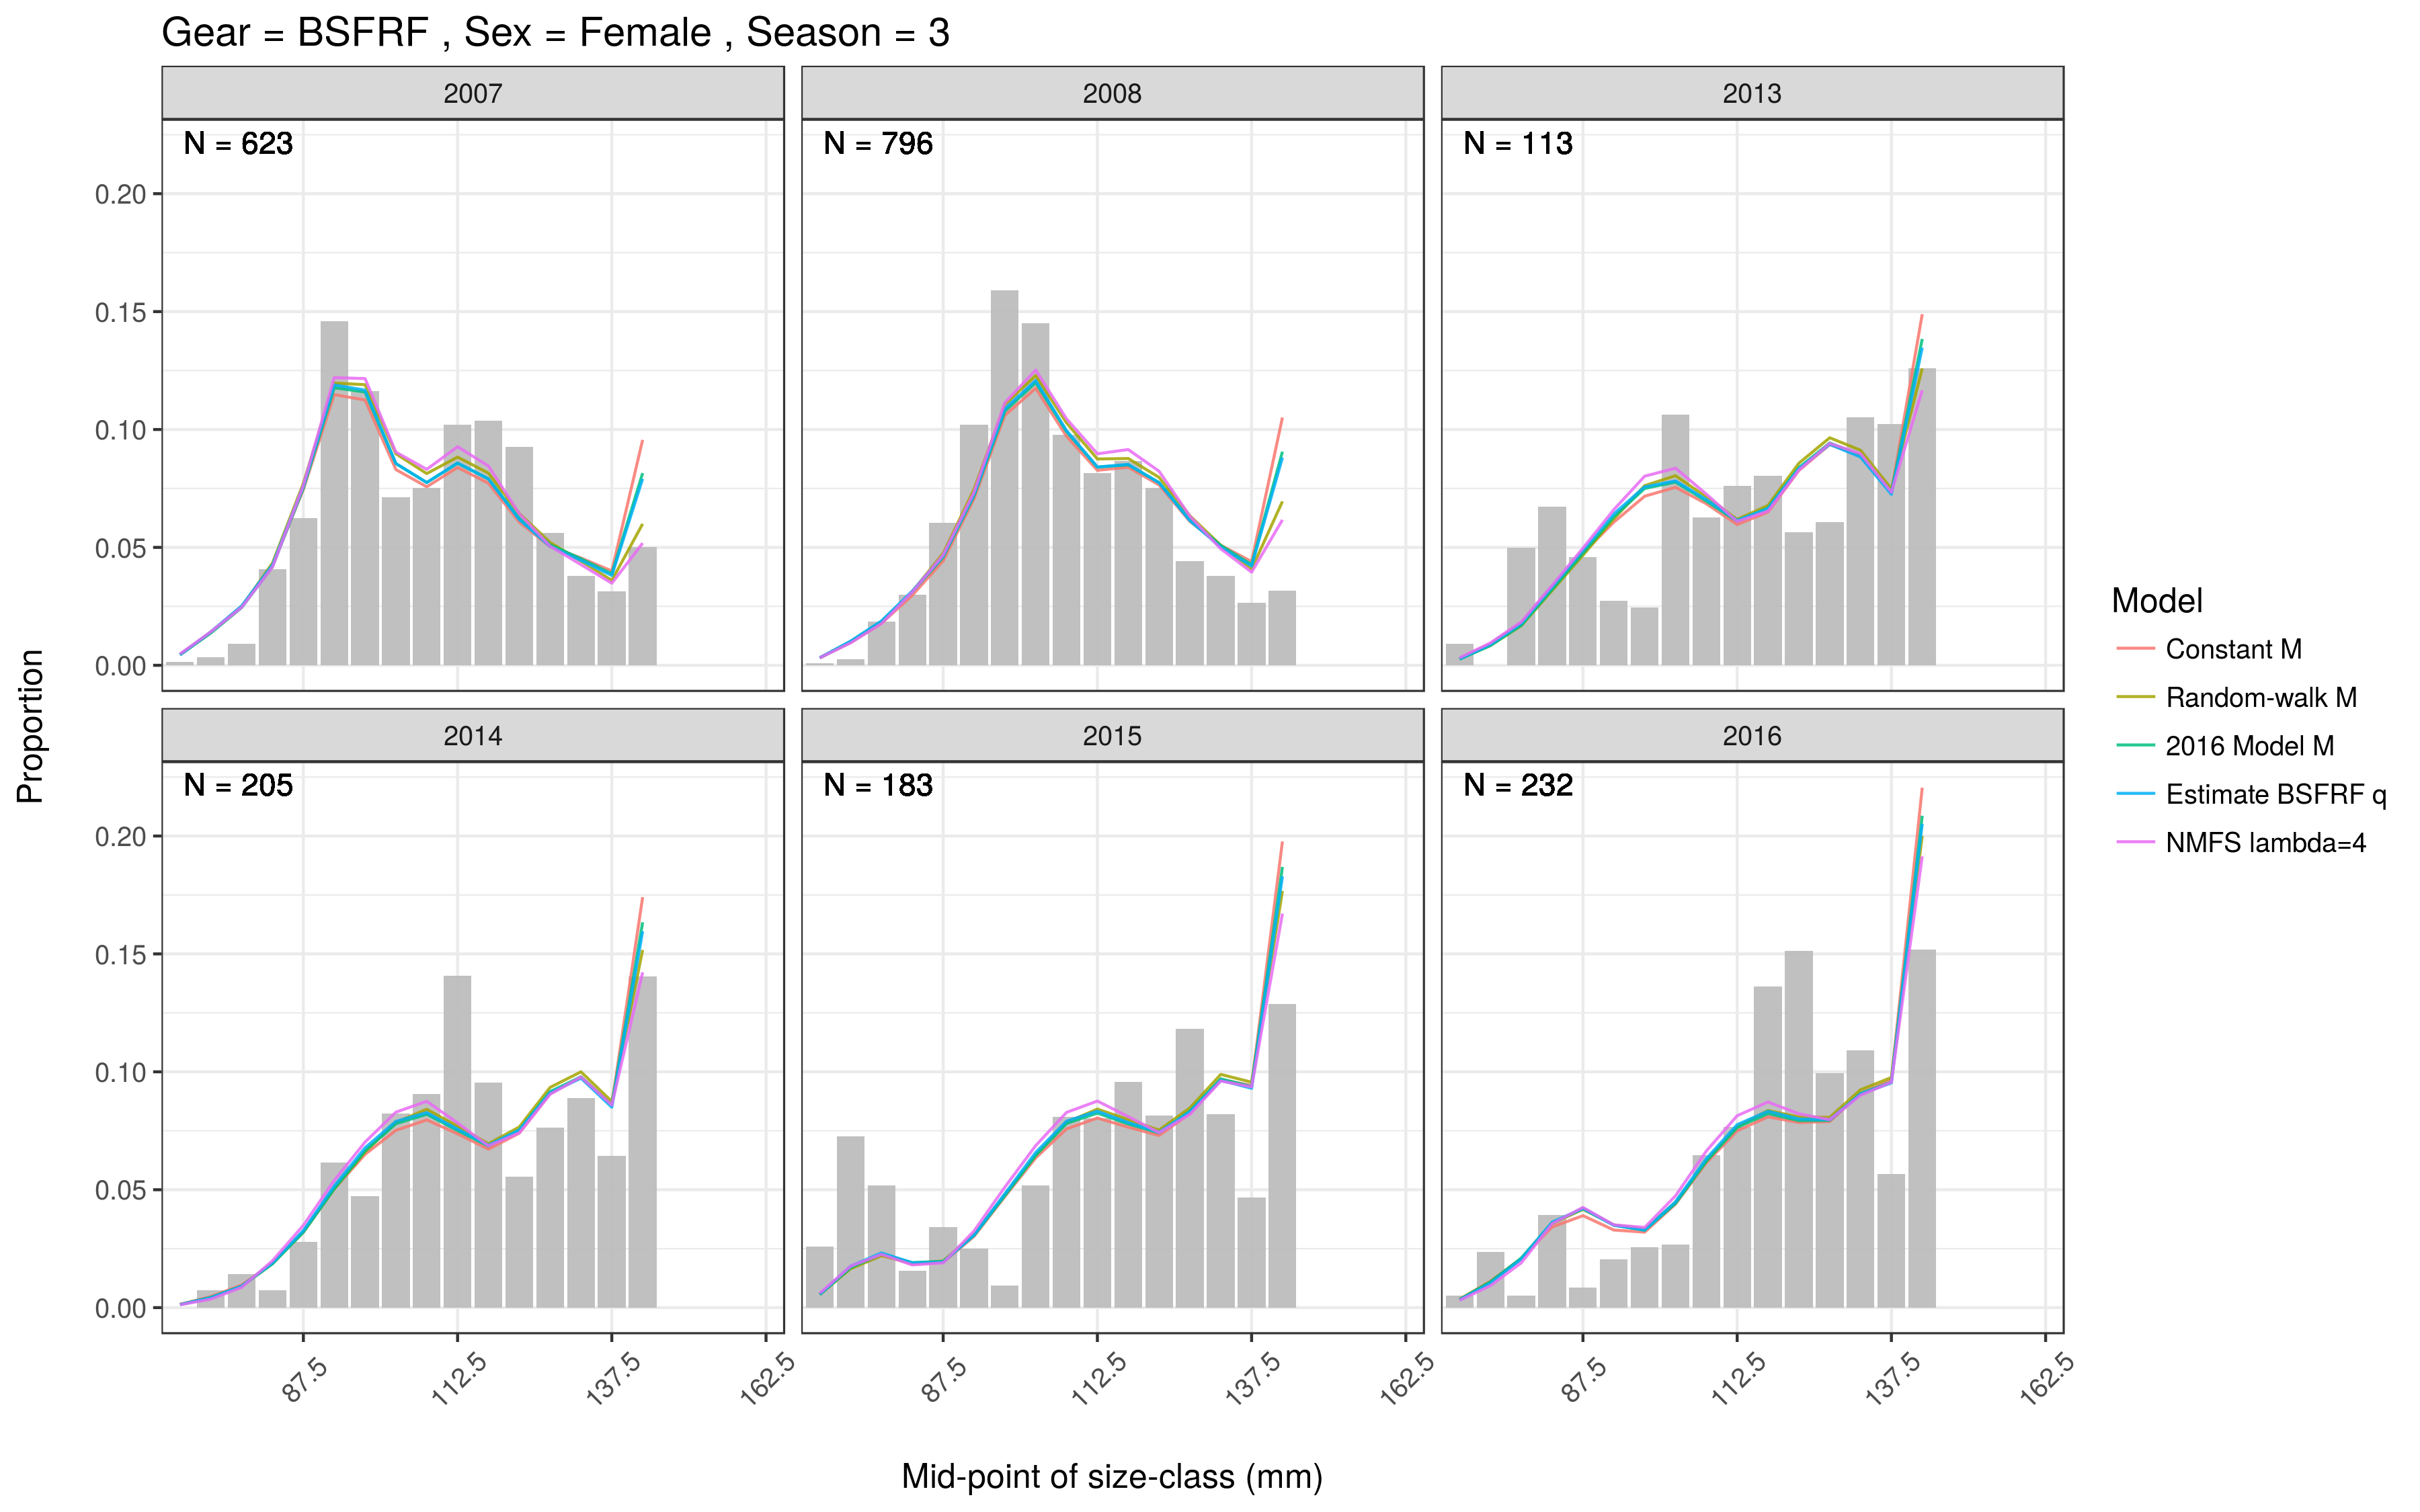 Gear = BSFRF , Sex = Female , Season = 3
2007
2008
2013
N = 623
N = 796
N = 113
0.20
0.15
0.10
0.05
0.00
2014
2015
2016
N = 205
N = 183
N = 232
0.20
0.15
0.10
0.05
0.00
87.5
112.5
137.5
162.5
87.5
112.5
137.5
162.5
87.5
112.5
137.5
162.5
Proportion
Mid-point of size-class (mm)
Model
Constant M
Random-walk M
2016 Model M
Estimate BSFRF q
NMFS lambda=4